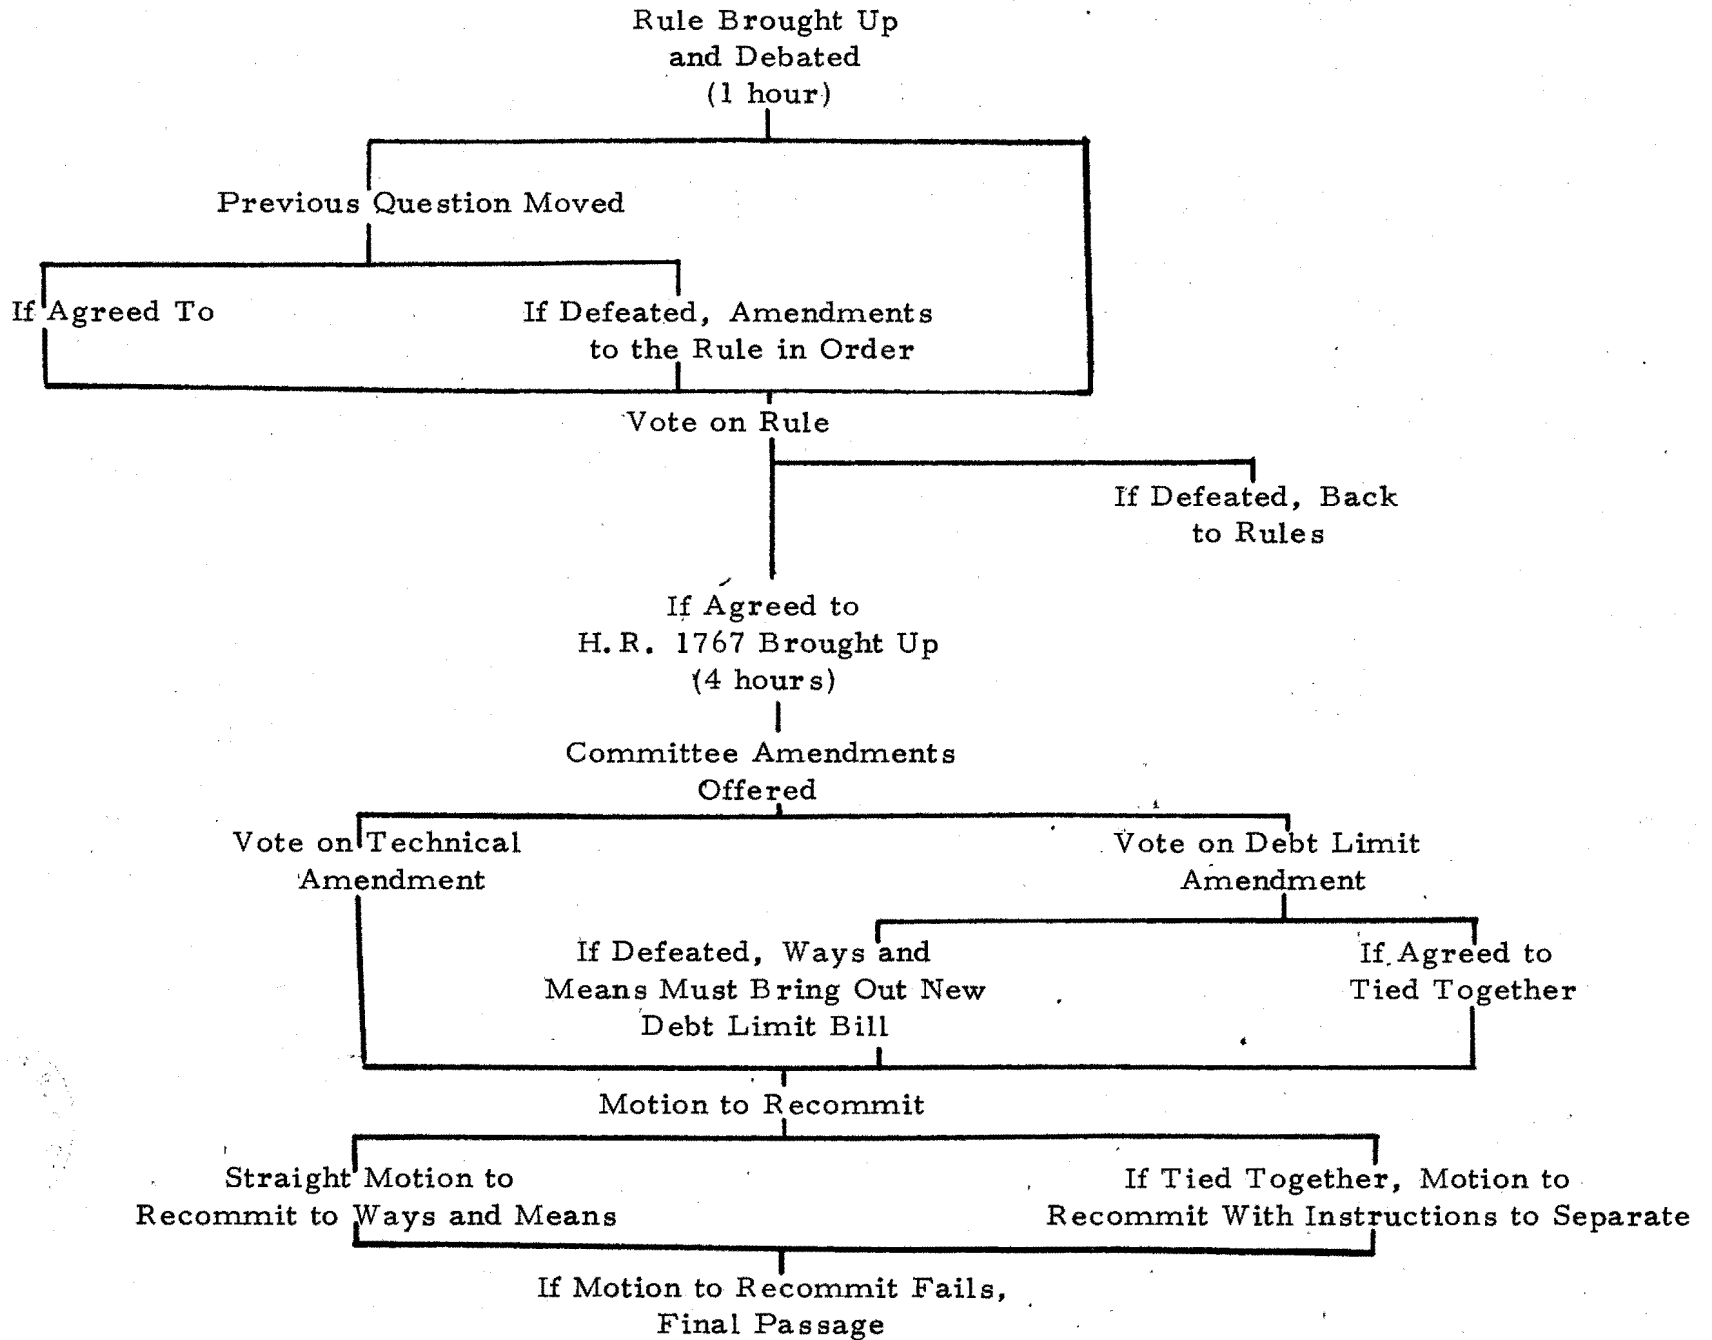 Rule Brought Up
and Debated
(1 hour)
Previous Question Moved
If Agreed To
If Defeated, Amendments
to the Rule in Order
Vote on Rule
If Defeated, Back
to Rules
If Agreed to
H.R. 1767 Brought Up
(4 hours)
Committee Amendments
Offered
Vote on Technical
Amendment
Vote on Debt Limit
Amendment
If Defeated, Ways and
Means Must Bring Out New
Debt Limit Bill
If Agreed to
Tied Together
Motion to Recommit
Straight Motion to
Recommit to Ways and Means
If Tied Together, Motion to
Recommit With Instructions to Separate
If Motion to Recommit Fails,
Final Passage